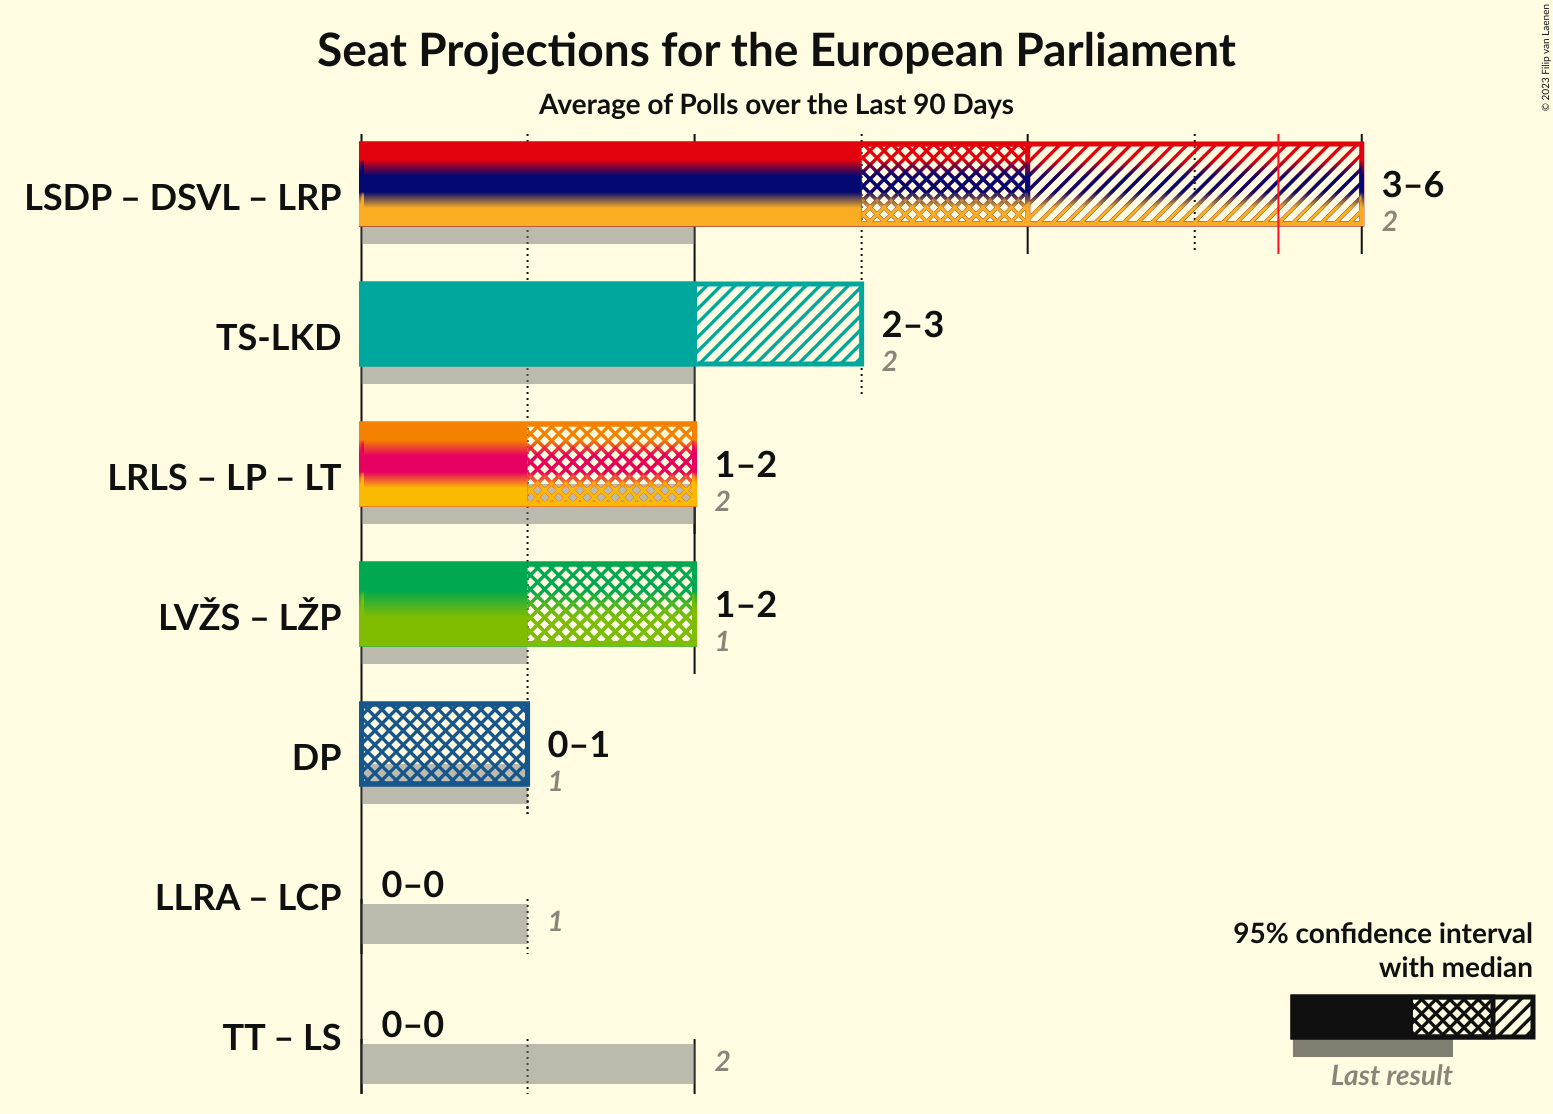 Seat Projections for the European Parliament
Average of Polls over the Last 90 Days
© 2023 Filip van Laenen
LSDP – DSVL – LRP
3–6
2
TS-LKD
2–3
2
LRLS – LP – LT
1–2
2
LVŽS – LŽP
1–2
1
DP
0–1
1
LLRA – LCP
0–0
1
TT – LS
0–0
2
95% confidence interval
with median
Last result